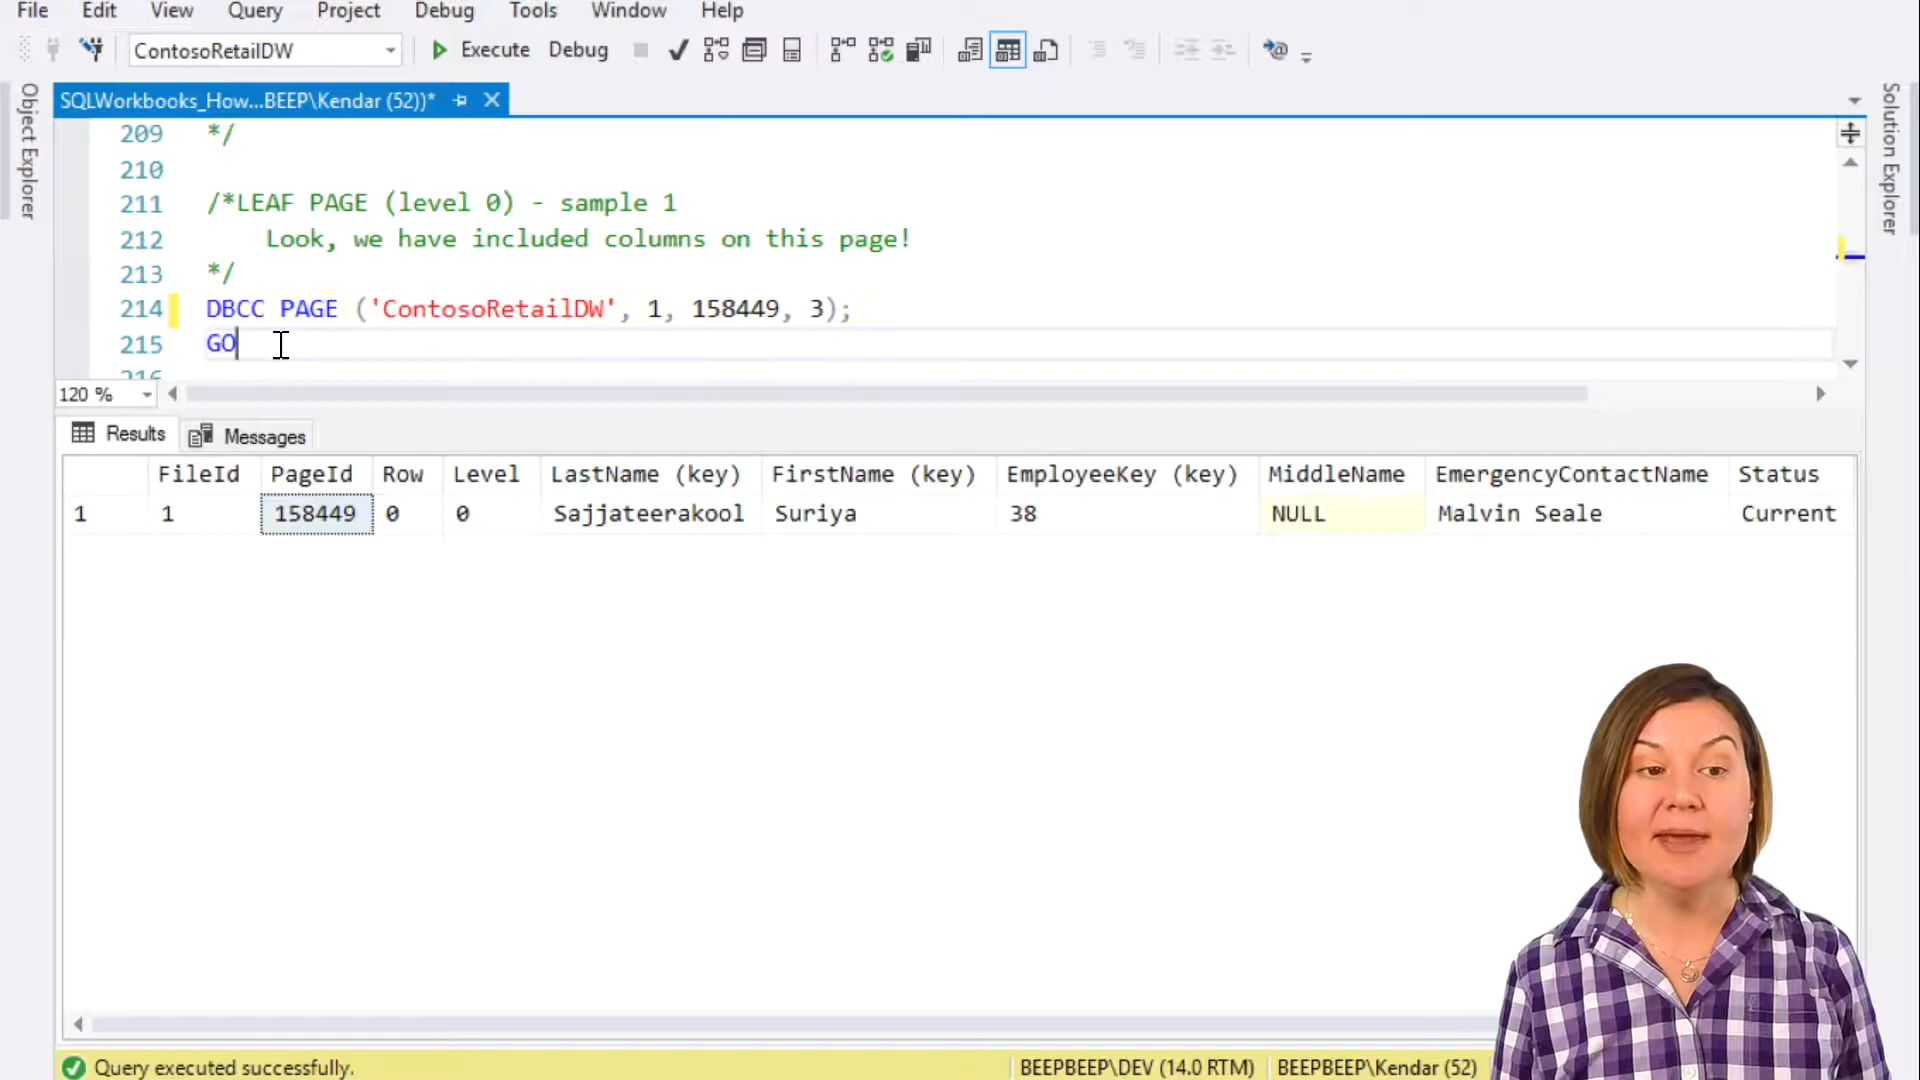 File Edit View Query Project Debug Tools Window Help
ContosoRetailDW Execute Debug
SQLWorkbooks_How...BEEP\Kendar (52))*
Object Explorer
Solution Explorer
209 */
210
211 /*LEAF PAGE (level 0) - sample 1
212 Look, we have included columns on this page!
213 */
214 DBCC PAGE ('ContosoRetailDW', 1, 158449, 3);
215 GO
216
120 %
Results Messages
FileId PageId Row Level LastName (key) FirstName (key) EmployeeKey (key) MiddleName EmergencyContactName Status
1 1 158449 0 0 Sajjateerakool Suriya 38 NULL Malvin Seale Current
Query executed successfully. BEEPBEEP\DEV (14.0 RTM) BEEPBEEP\Kendar (52)